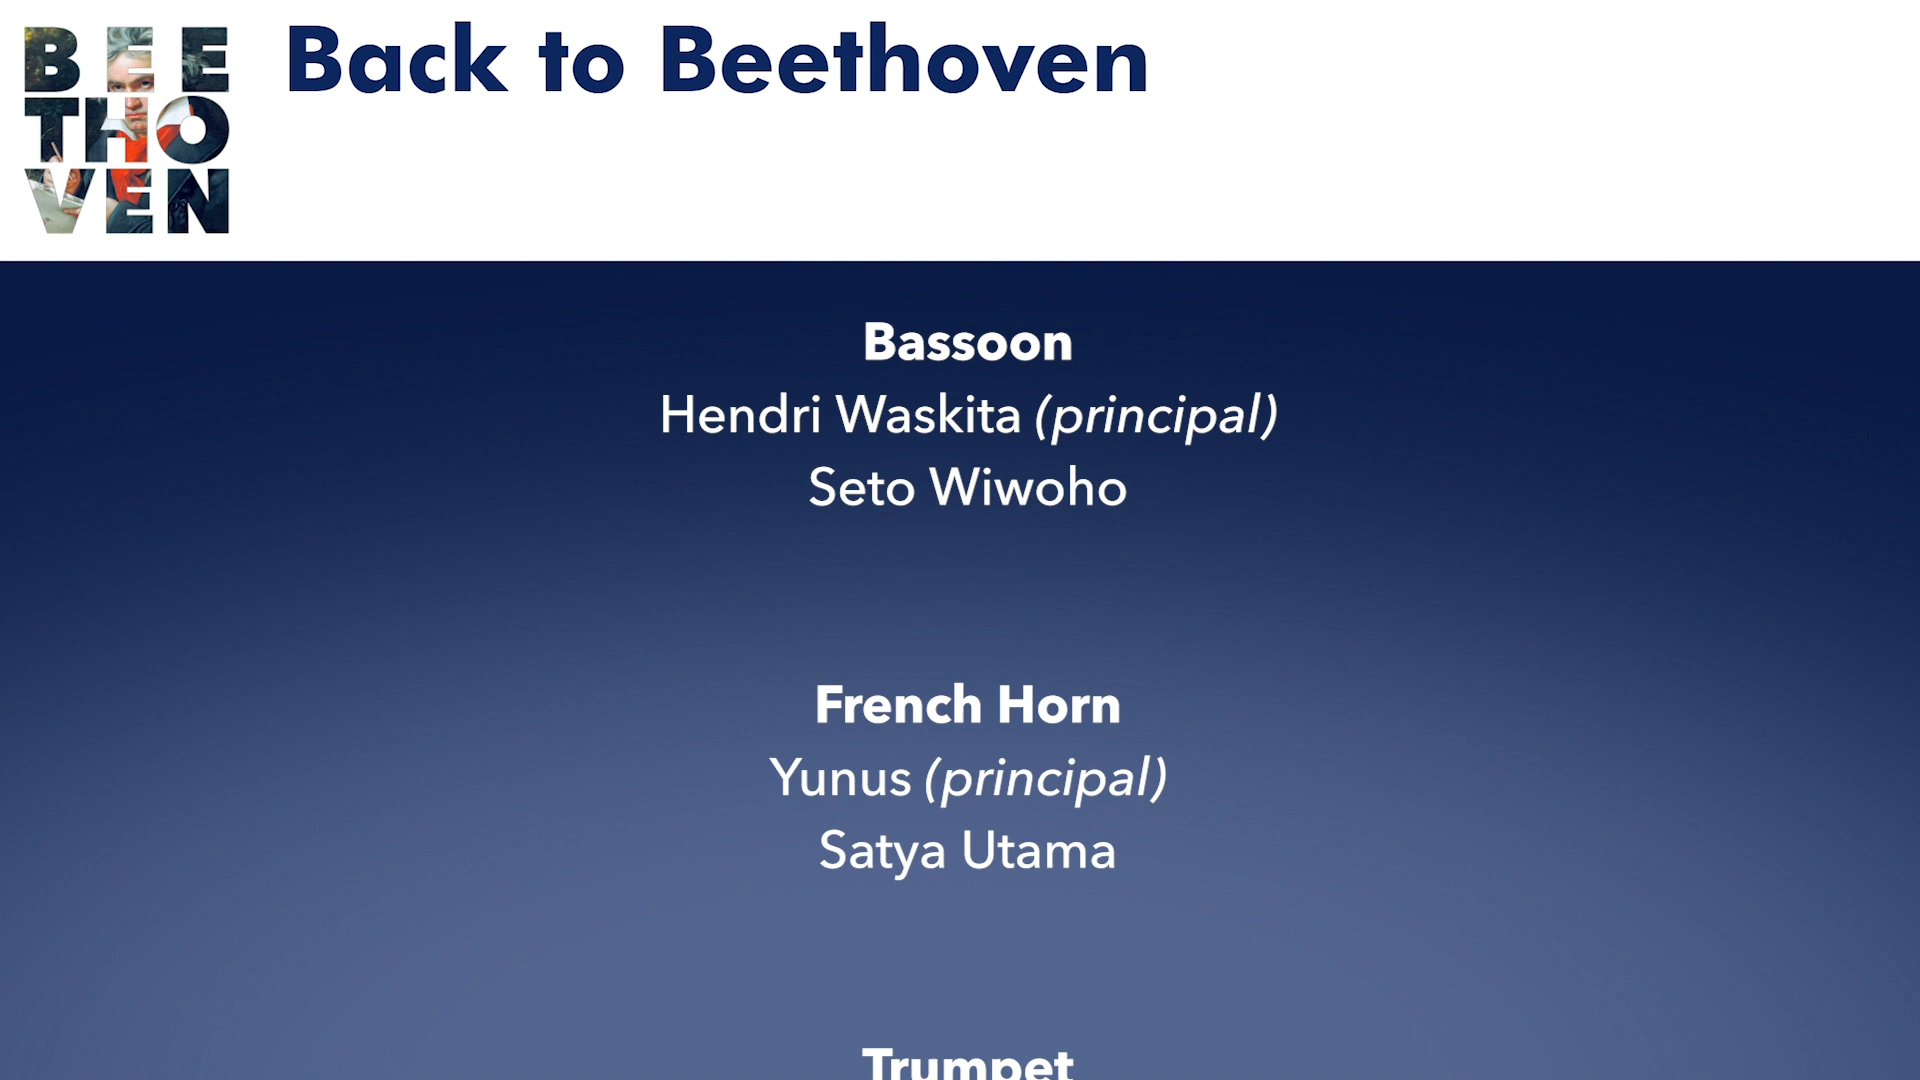 BEE
THO
VEN
Back to Beethoven
Bassoon
Hendri Waskita (principal)
Seto Wiwoho
French Horn
Yunus (principal)
Satya Utama
Trumpet